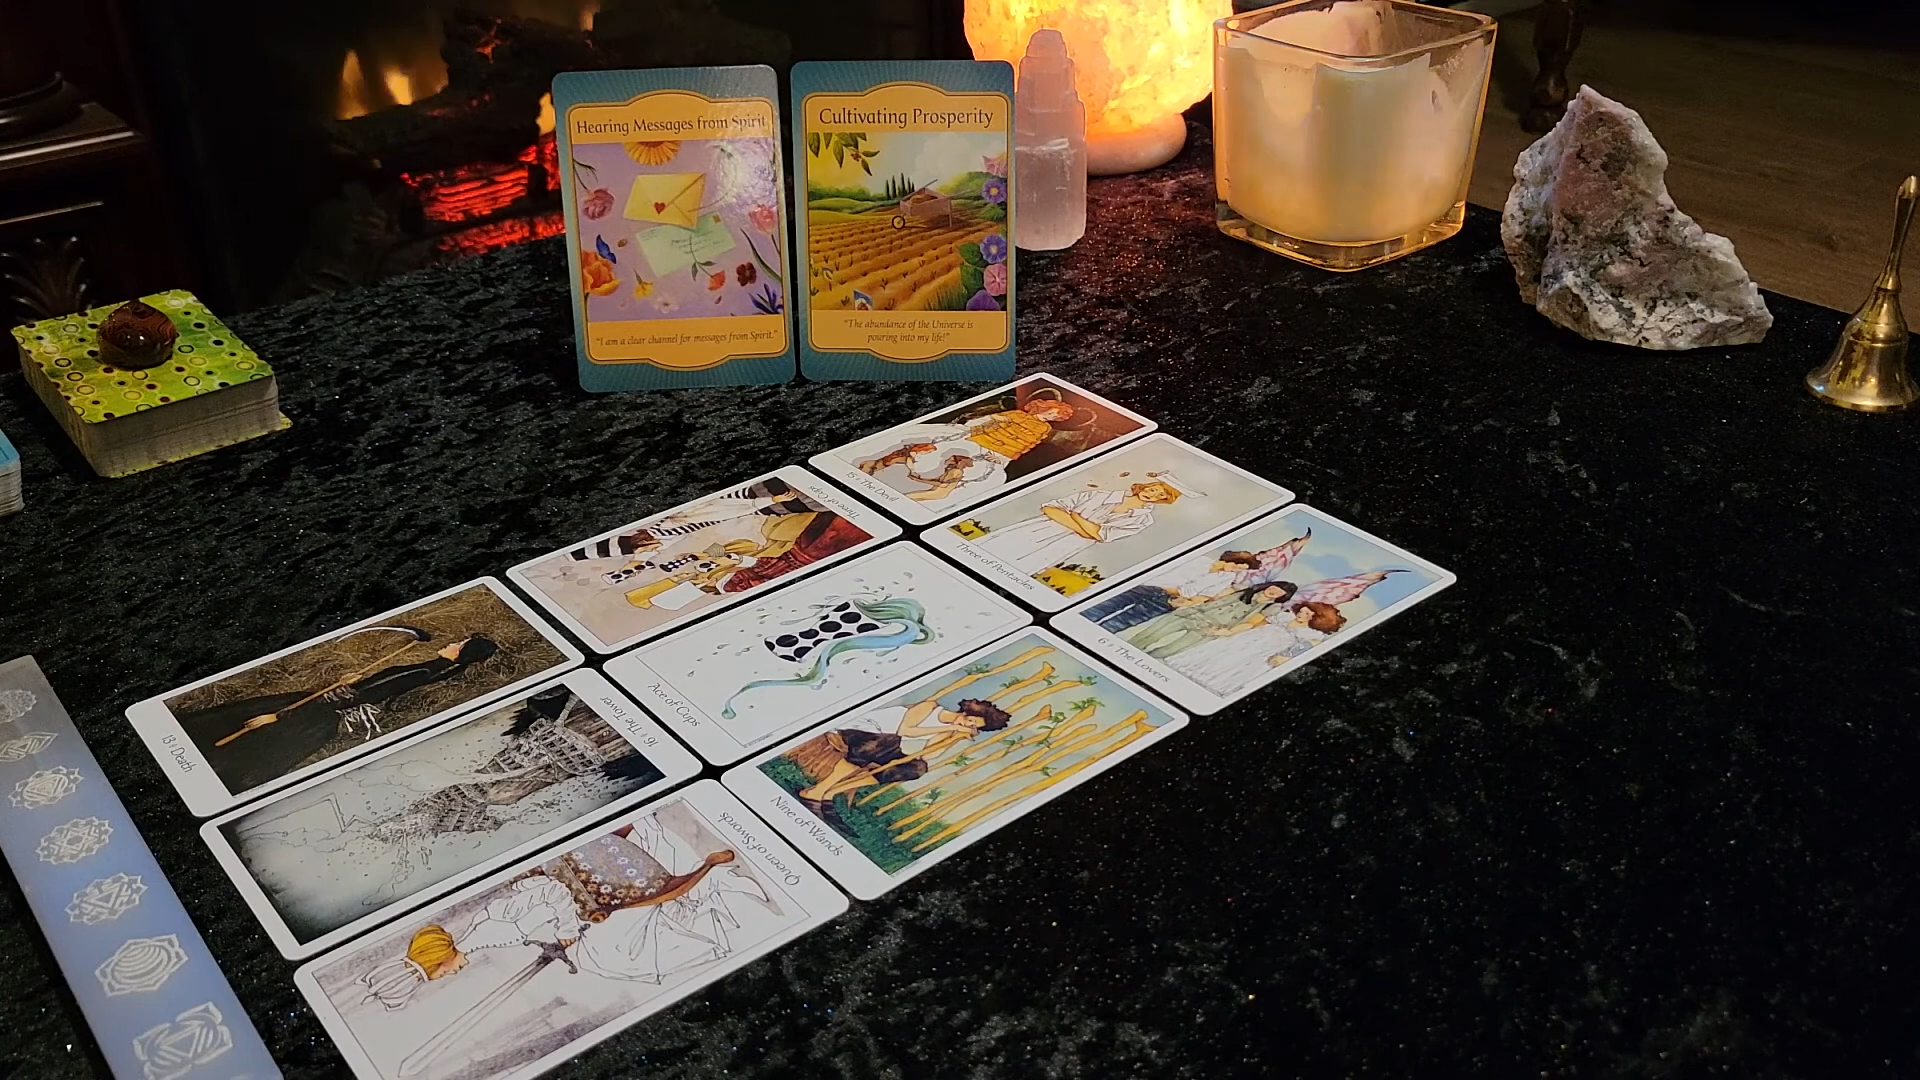 Hearing Messages from Spirit
"I am a clear channel for messages from Spirit."
Cultivating Prosperity
"The abundance of the Universe is
pouring into my life!"
15 The Devil
Three of Cups
Three of Pentacles
13 Death
Ace of Cups
6 The Lovers
16 The Tower
Nine of Wands
Queen of Swords